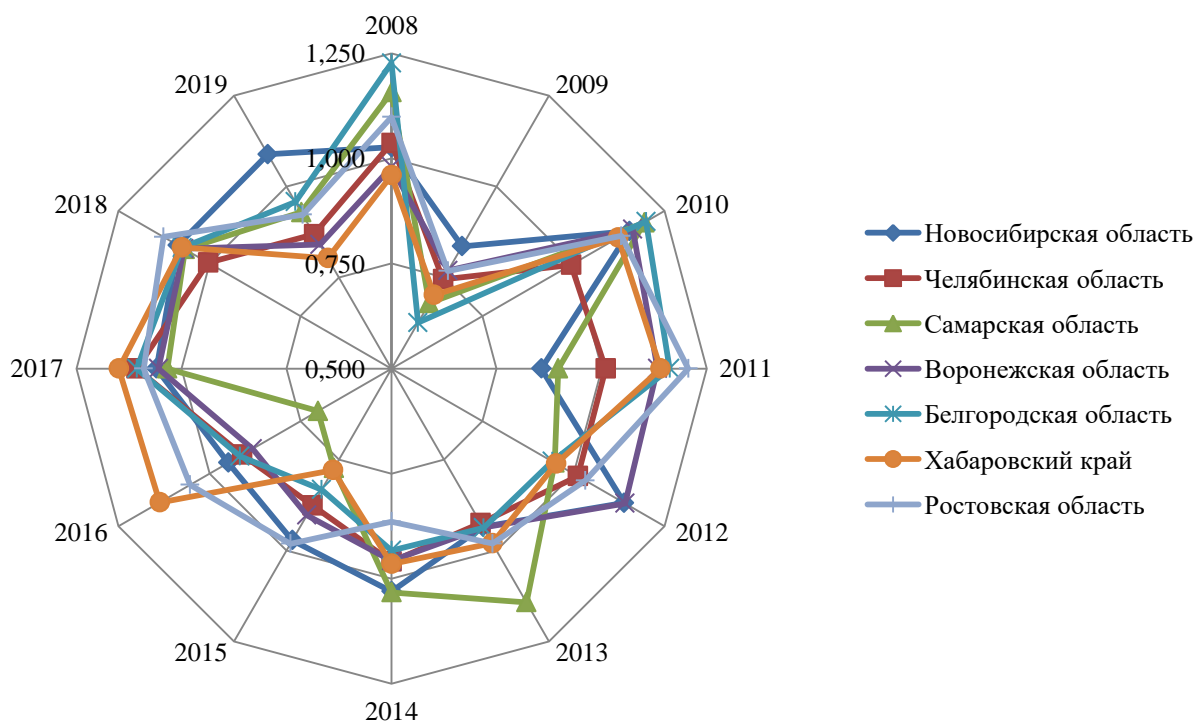 2008
1,250
2019
2009
1,000
2018
2010
0,750
2017
0,500
2011
2016
2012
2015
2013
2014
Новосибирская область
Челябинская область
Самарская область
Воронежская область
Белгородская область
Хабаровский край
Ростовская область